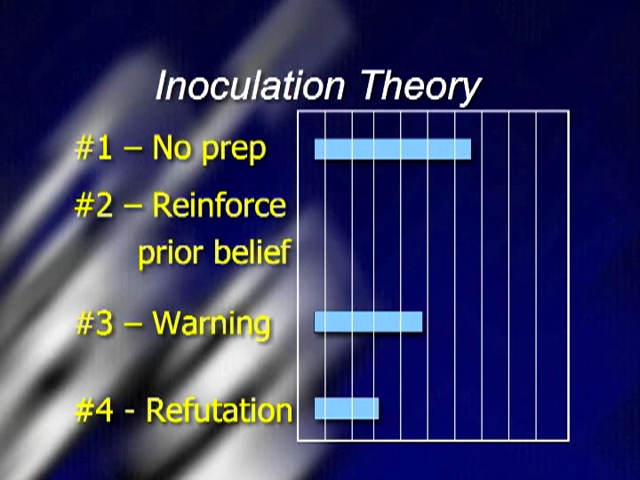 Inoculation Theory
#1 – No prep
#2 – Reinforce
prior belief
#3 – Warning
#4 - Refutation